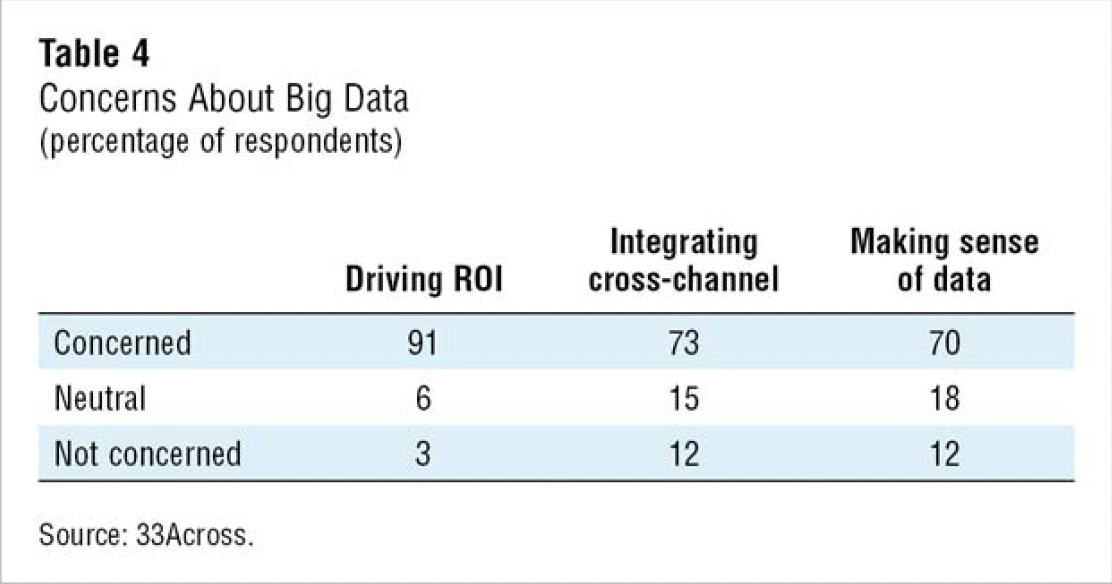 Table 4
Concerns About Big Data
(percentage of respondents)
Driving ROI Integrating cross-channel Making sense of data
Concerned 91 73 70
Neutral 6 15 18
Not concerned 3 12 12
Source: 33Across.